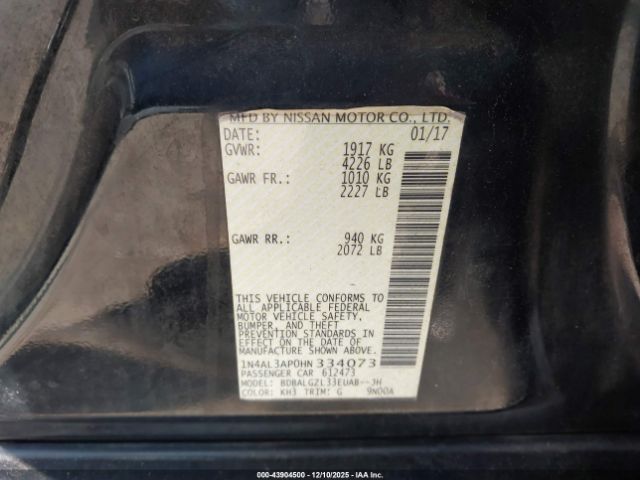 MFD BY NISSAN MOTOR CO., LTD.
DATE: 01/17
GVWR: 1917 KG
4226 LB
GAWR FR.: 1010 KG
2227 LB
GAWR RR.: 940 KG
2072 LB
THIS VEHICLE CONFORMS TO
ALL APPLICABLE FEDERAL
MOTOR VEHICLE SAFETY,
BUMPER, AND THEFT
PREVENTION STANDARDS IN
EFFECT ON THE DATE OF
MANUFACTURE SHOWN ABOVE.
1N4AL3AP0HN334073
PASSENGER CAR 612473
MODEL: BDBALGZL33EUAB--JH
COLOR: KH3 TRIM: G 9N00A
000-43904500 - 12/10/2025 - IAA Inc.